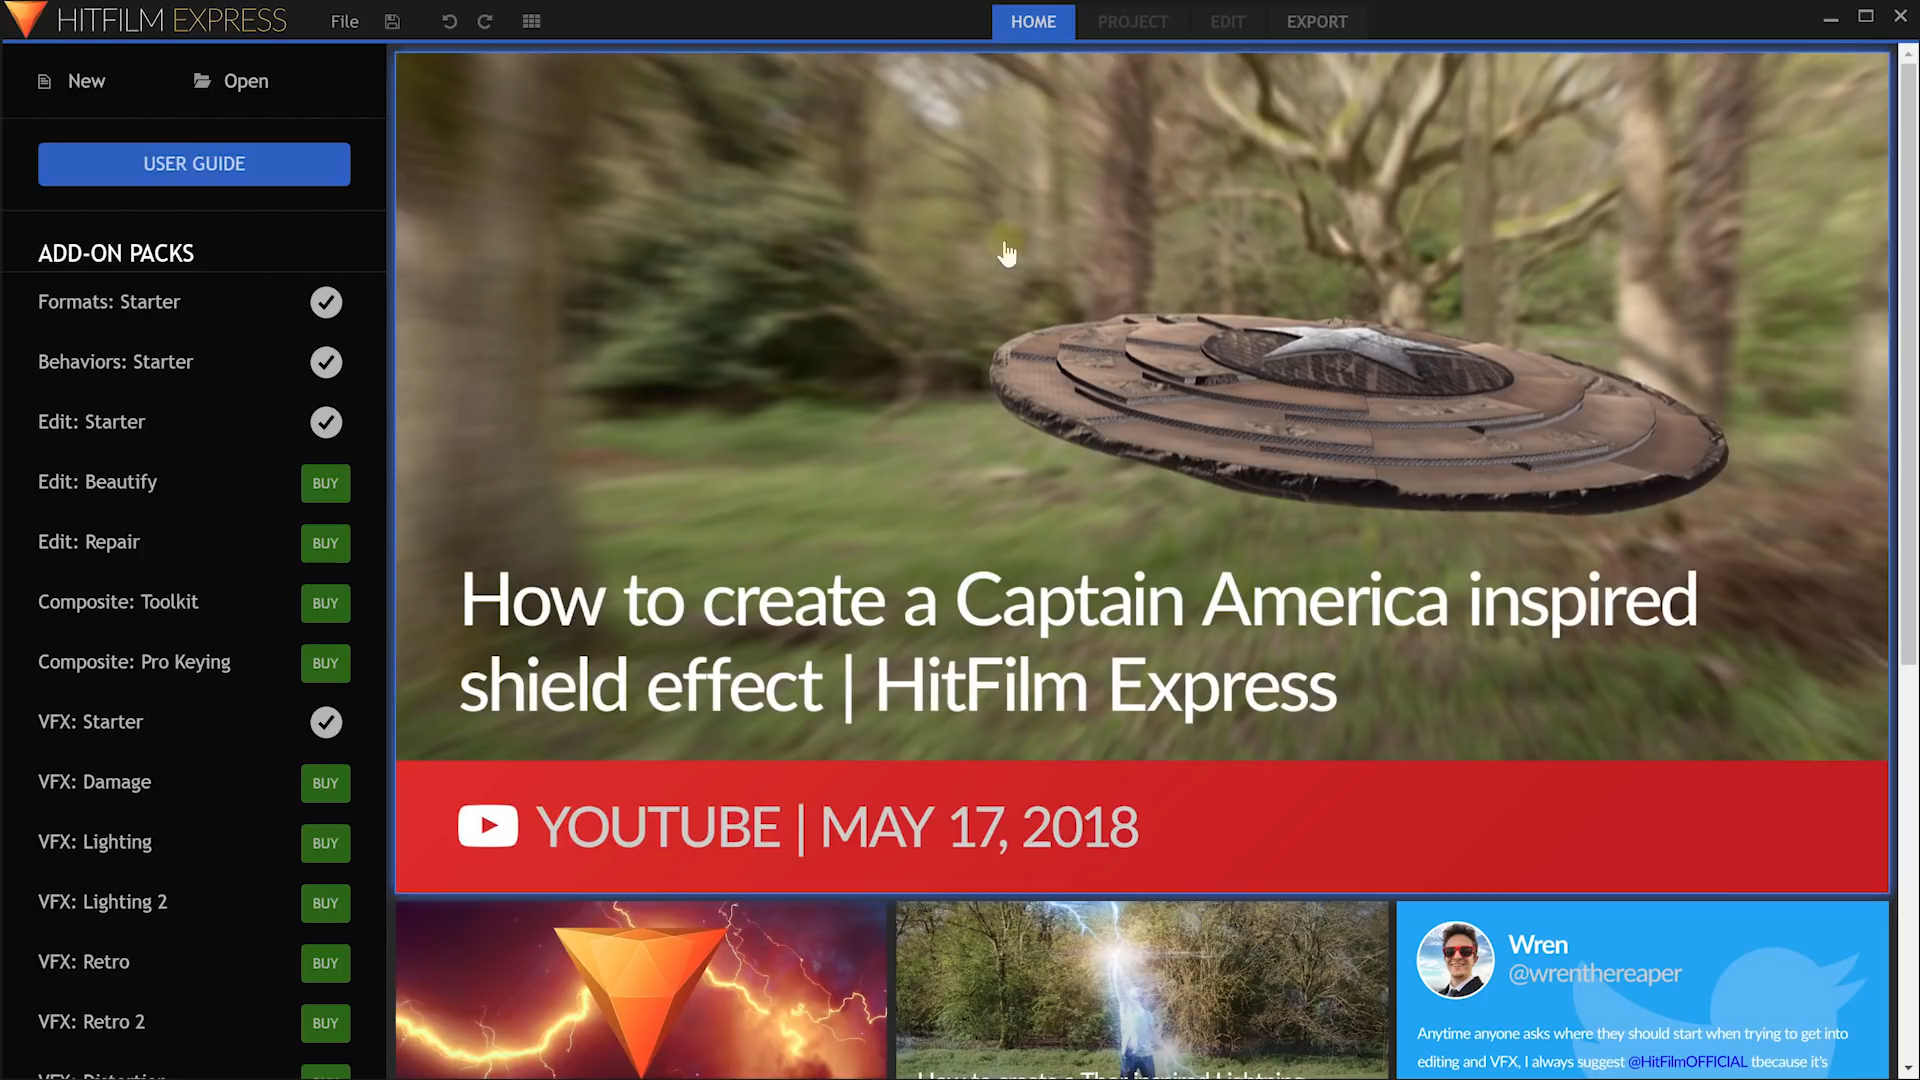 HITFILM EXPRESS
File
HOME
PROJECT
EDIT
EXPORT
New
Open
USER GUIDE
ADD-ON PACKS
Formats: Starter
Behaviors: Starter
Edit: Starter
Edit: Beautify
BUY
Edit: Repair
BUY
Composite: Toolkit
BUY
Composite: Pro Keying
BUY
VFX: Starter
VFX: Damage
BUY
VFX: Lighting
BUY
VFX: Lighting 2
BUY
VFX: Retro
BUY
VFX: Retro 2
BUY
How to create a Captain America inspired
shield effect | HitFilm Express
YOUTUBE | MAY 17, 2018
Wren
@wrenthereaper
Anytime anyone asks where they should start when trying to get into
editing and VFX, I always suggest @HitFilmOFFICIAL tbecause it's